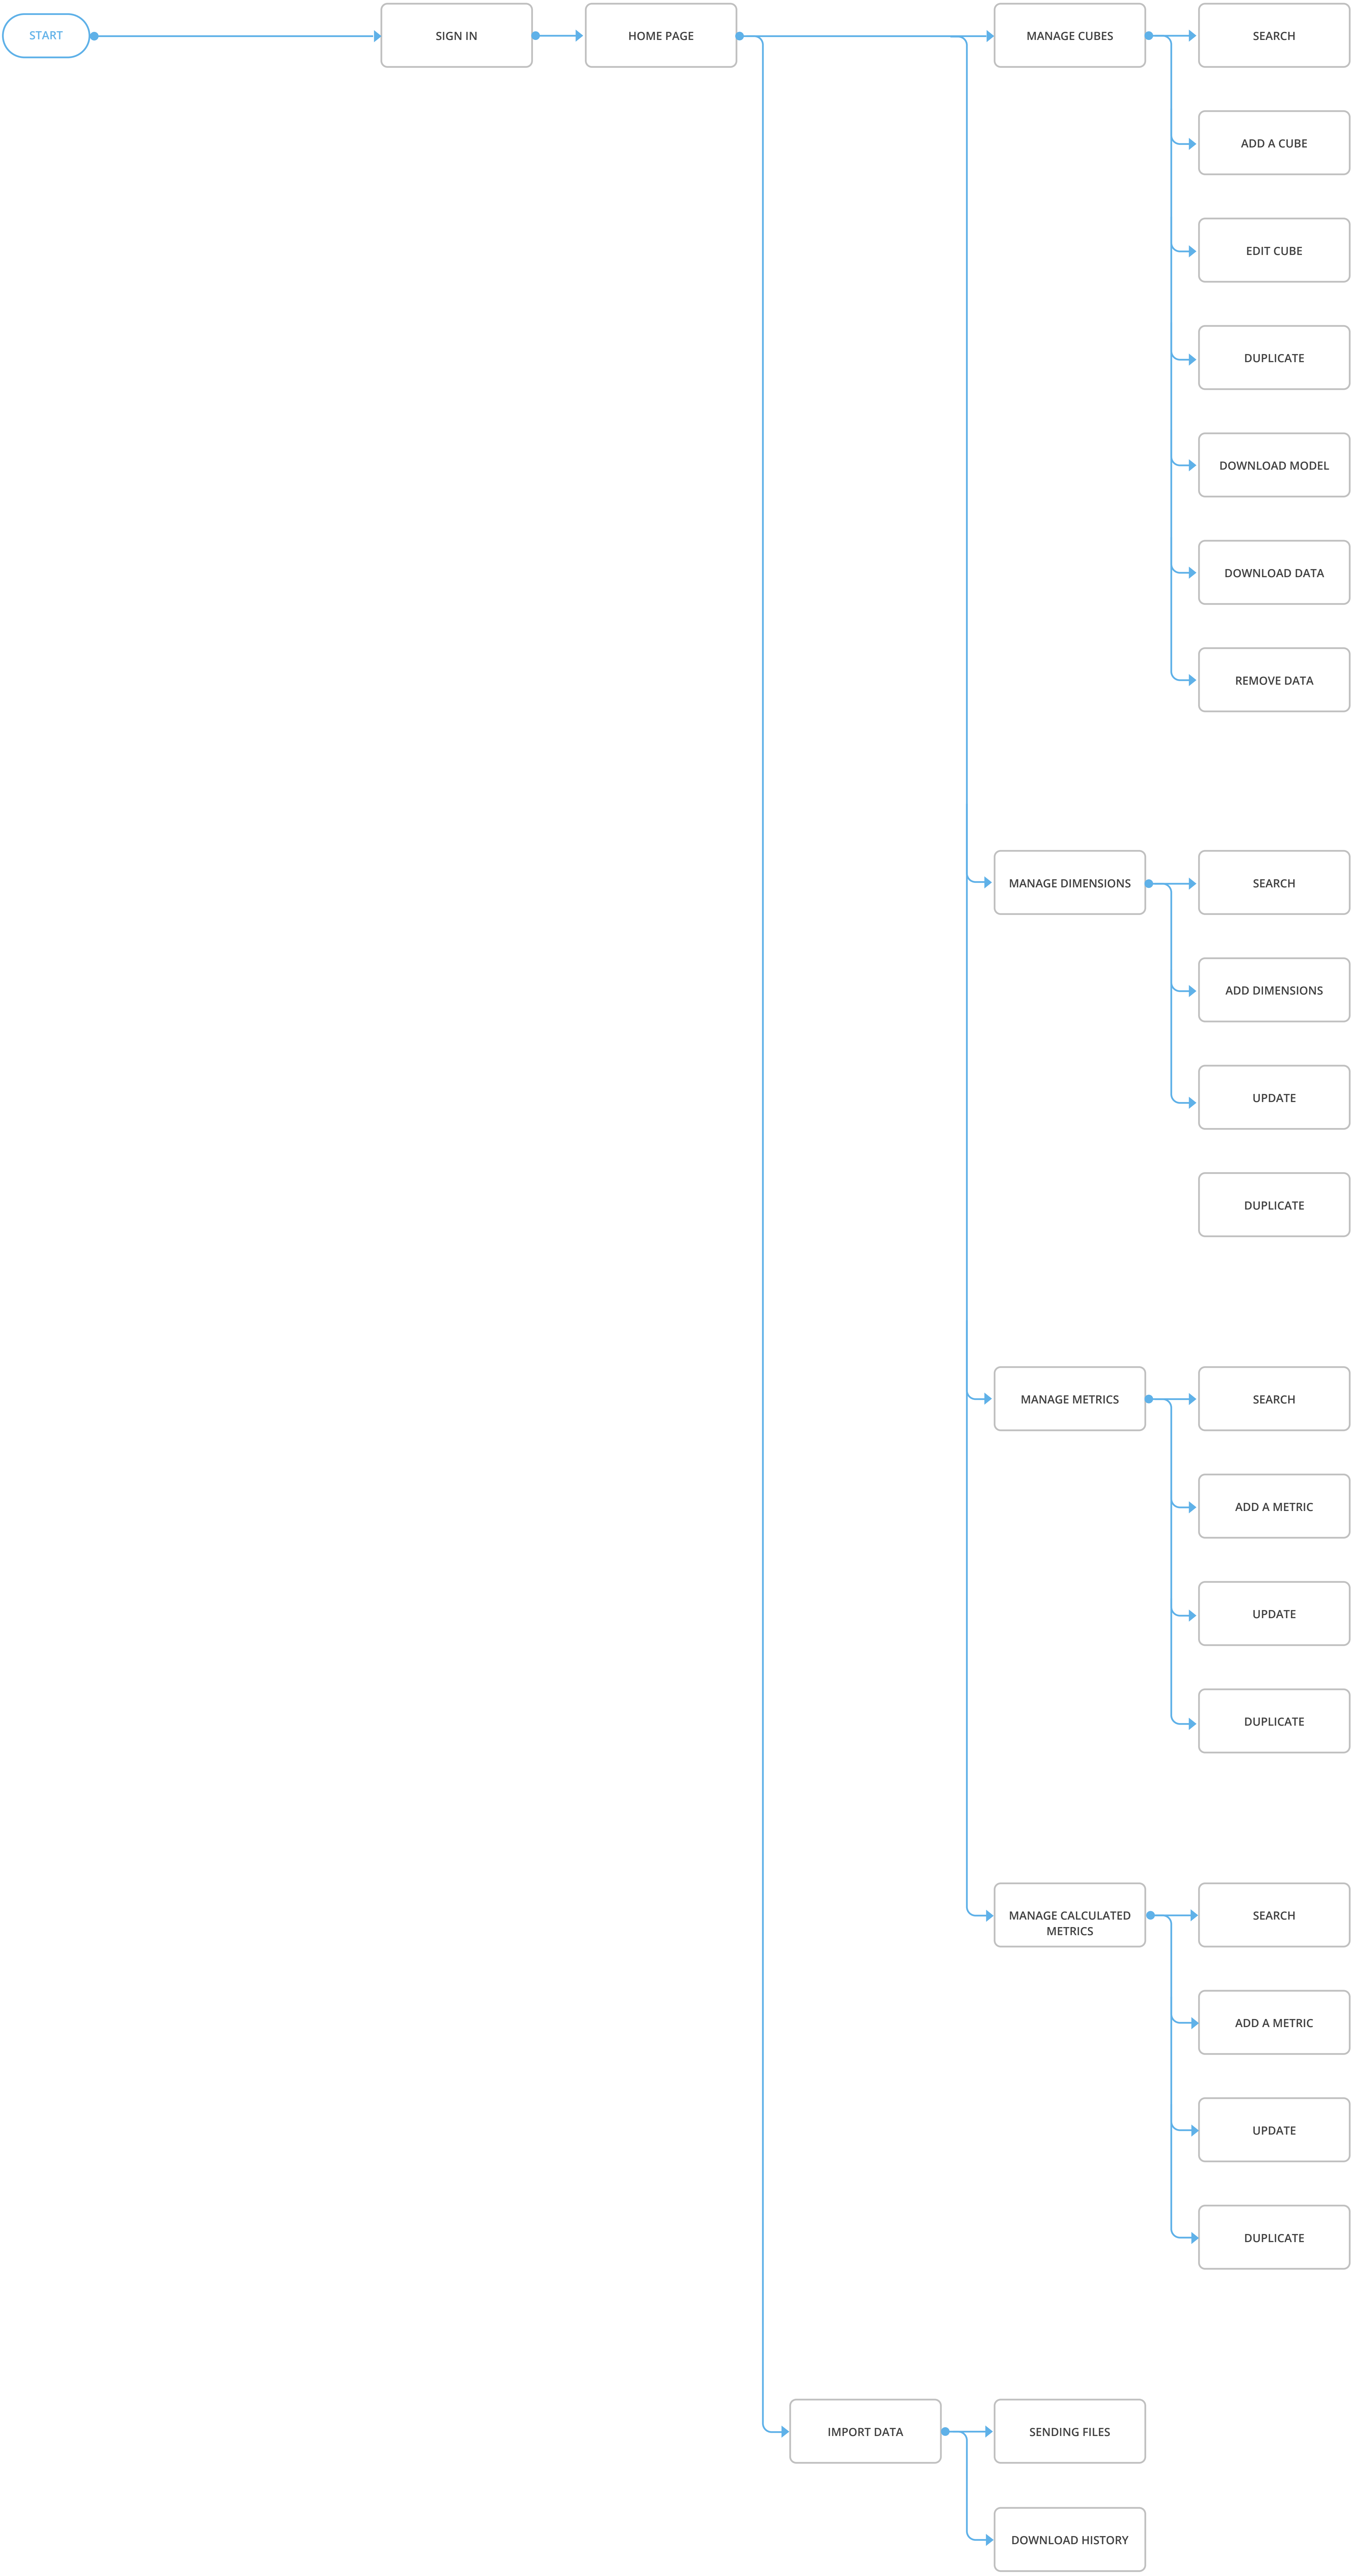 START
SIGN IN
HOME PAGE
MANAGE CUBES
SEARCH
ADD A CUBE
EDIT CUBE
DUPLICATE
DOWNLOAD MODEL
DOWNLOAD DATA
REMOVE DATA
MANAGE DIMENSIONS
SEARCH
ADD DIMENSIONS
UPDATE
DUPLICATE
MANAGE METRICS
SEARCH
ADD A METRIC
UPDATE
DUPLICATE
MANAGE CALCULATED
METRICS
SEARCH
ADD A METRIC
UPDATE
DUPLICATE
IMPORT DATA
SENDING FILES
DOWNLOAD HISTORY